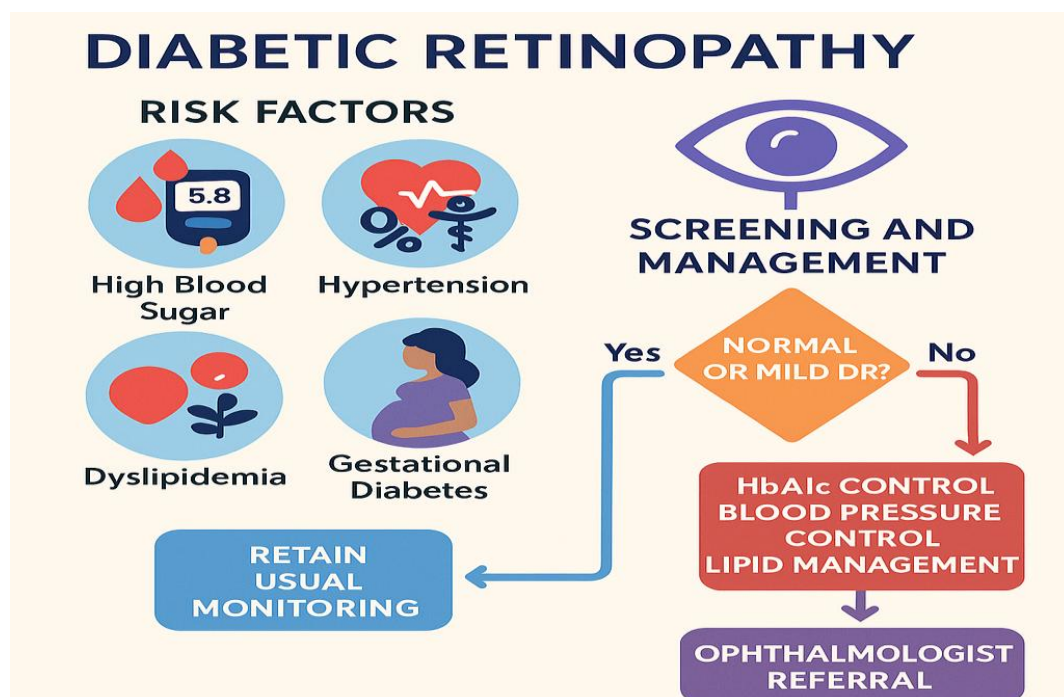 DIABETIC RETINOPATHY
RISK FACTORS
5.8
High Blood
Sugar
%
Hypertension
Dyslipidemia
Gestational
Diabetes
SCREENING AND
MANAGEMENT
NORMAL
OR MILD DR?
Yes
No
RETAIN
USUAL
MONITORING
HbAIc CONTROL
BLOOD PRESSURE
CONTROL
LIPID MANAGEMENT
OPHTHALMOLOGIST
REFERRAL